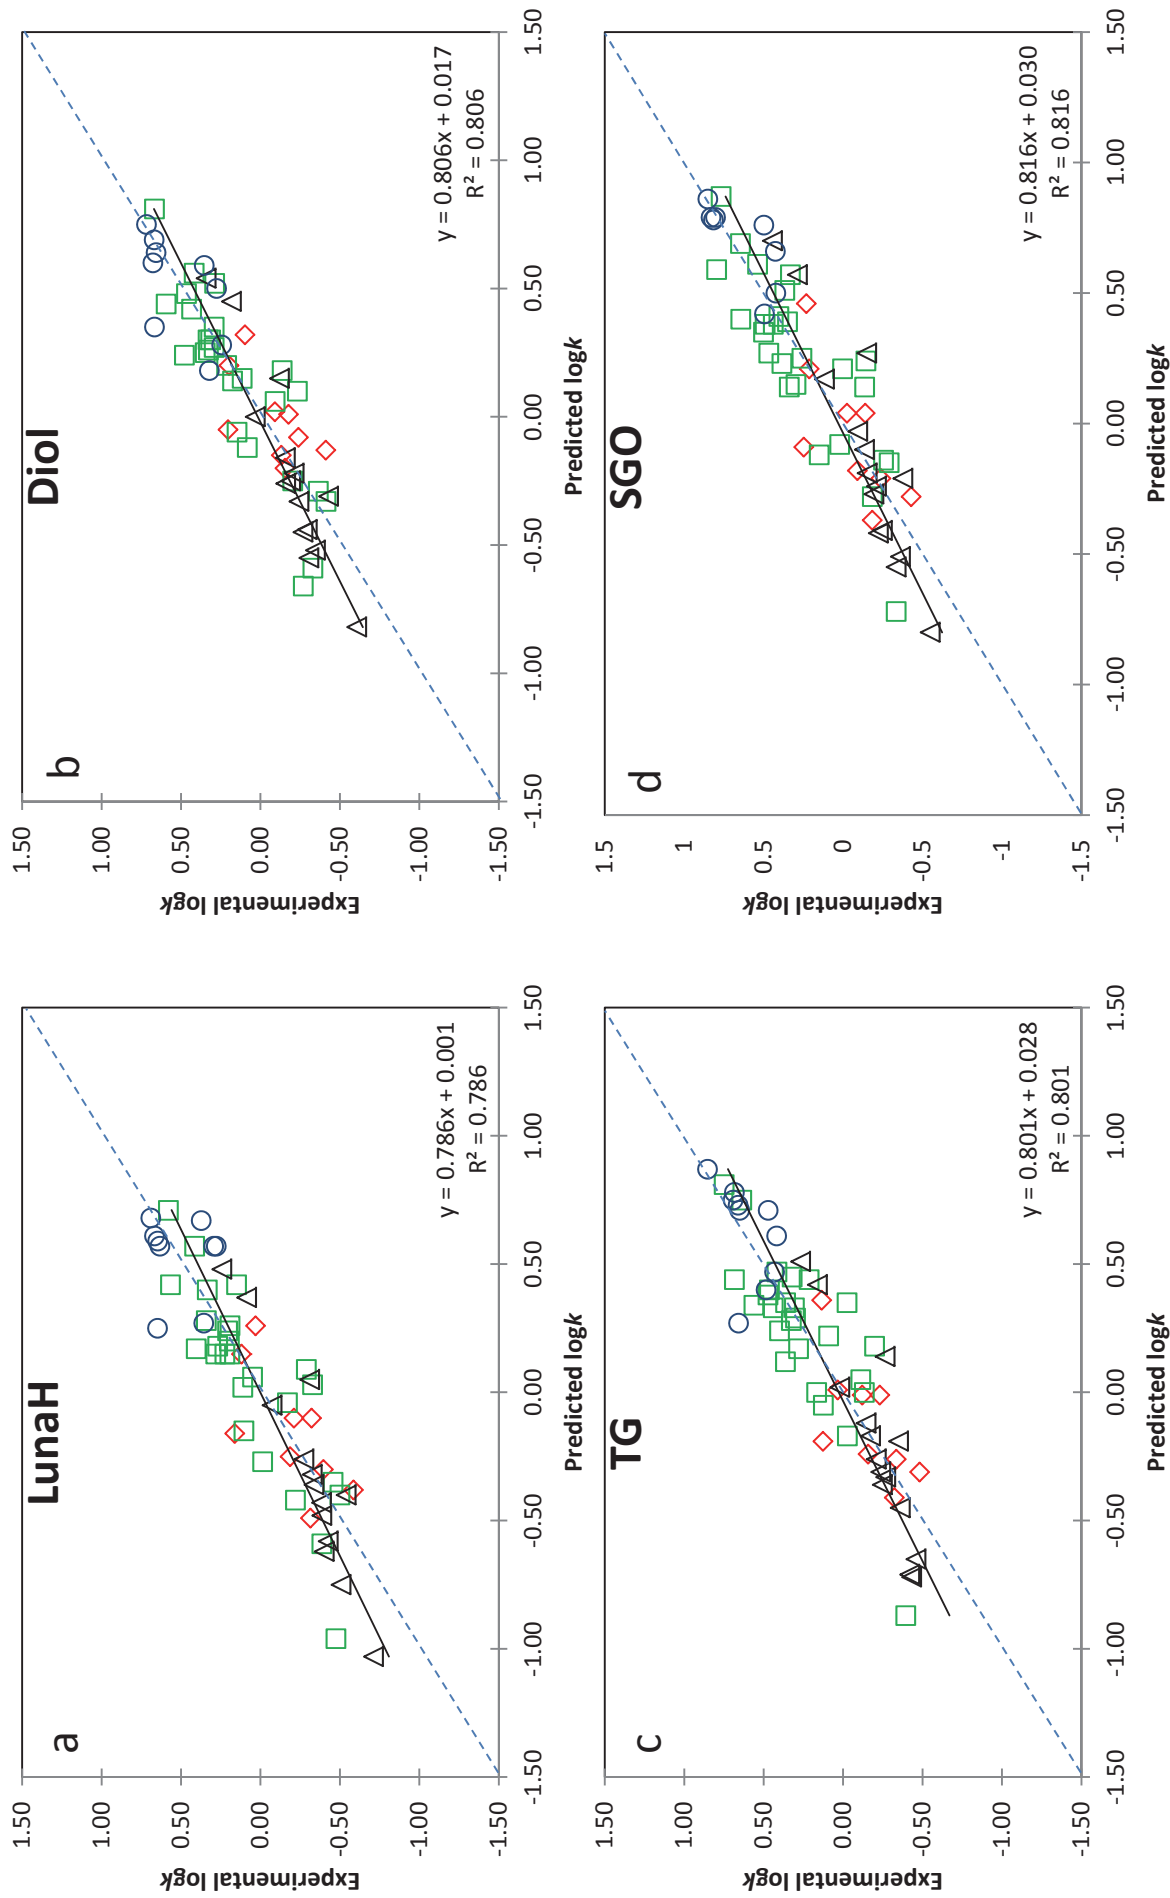 a
LunaH
1.50
1.00
0.50
0.00
-0.50
-1.00
-1.50
-1.50
-1.00
-0.50
0.00
0.50
1.00
1.50
Experimental logk
Predicted logk
y = 0.786x + 0.001
R² = 0.786
b
Diol
1.50
1.00
0.50
0.00
-0.50
-1.00
-1.50
-1.50
-1.00
-0.50
0.00
0.50
1.00
1.50
Experimental logk
Predicted logk
y = 0.806x + 0.017
R² = 0.806
c
TG
1.50
1.00
0.50
0.00
-0.50
-1.00
-1.50
-1.50
-1.00
-0.50
0.00
0.50
1.00
1.50
Experimental logk
Predicted logk
y = 0.801x + 0.028
R² = 0.801
d
SGO
1.5
1
0.5
0
-0.5
-1
-1.5
-1.50
-1.00
-0.50
0.00
0.50
1.00
1.50
Experimental logk
Predicted logk
y = 0.816x + 0.030
R² = 0.816